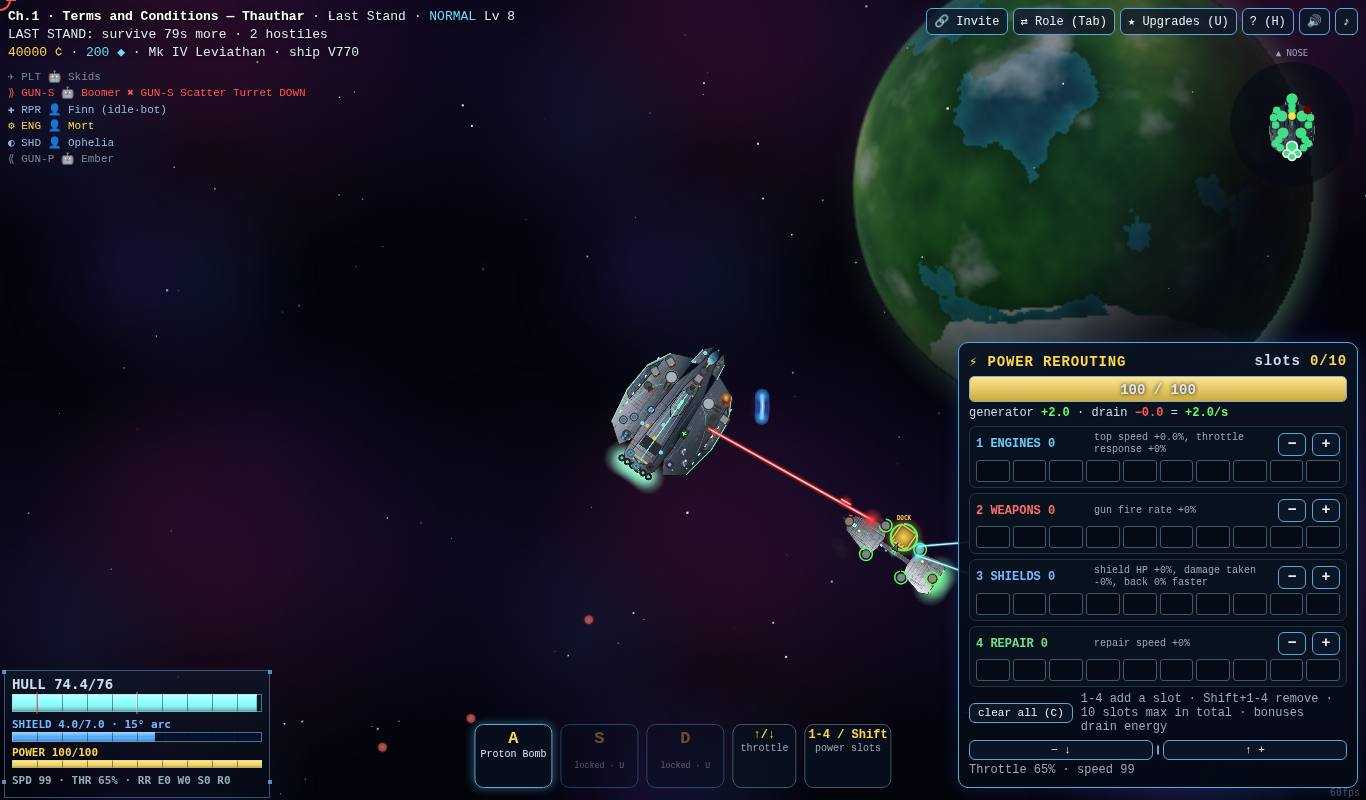 Ch.1 · Terms and Conditions — Thauthar · Last Stand · NORMAL Lv 8
LAST STAND: survive 79s more · 2 hostiles
40000 ₵ · 200 ◆ · Mk IV Leviathan · ship V770
✈ PLT 🤖 Skids
⟫ GUN-S 🤖 Boomer ✖ GUN-S Scatter Turret DOWN
✚ RPR 👤 Finn (idle·bot)
⚙ ENG 👤 Mort
◐ SHD 👤 Ophelia
⟪ GUN-P 🤖 Ember
🔗 Invite
⇄ Role (Tab)
★ Upgrades (U)
? (H)
🔊
♪
▲ NOSE
DOCK
⚡ POWER REROUTING
slots 0/10
100 / 100
generator +2.0 · drain −0.0 = +2.0/s
1 ENGINES 0
top speed +0.0%, throttle
response +0%
− +
2 WEAPONS 0
gun fire rate +0%
− +
3 SHIELDS 0
shield HP +0%, damage taken
-0%, back 0% faster
− +
4 REPAIR 0
repair speed +0%
− +
clear all (C)
1-4 add a slot · Shift+1-4 remove ·
10 slots max in total · bonuses
drain energy
− ↓
↑ +
Throttle 65% · speed 99
60fps
HULL 74.4/76
SHIELD 4.0/7.0 · 15° arc
POWER 100/100
SPD 99 · THR 65% · RR E0 W0 S0 R0
A
Proton Bomb
S
locked · U
D
locked · U
↑/↓
throttle
1-4 / Shift
power slots